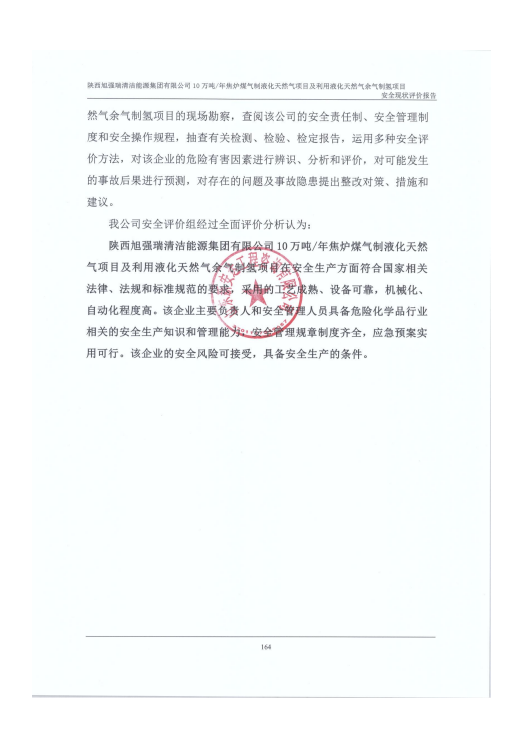 陕西旭强瑞清洁能源集团有限公司 10 万吨/年焦炉煤气制液化天然气项目及利用液化天然气余气制氢项目
安全现状评价报告
然气余气制氢项目的现场勘察，查阅该公司的安全责任制、安全管理制
度和安全操作规程，抽查有关检测、检验、检定报告，运用多种安全评
价方法，对该企业的危险有害因素进行辨识、分析和评价，对可能发生
的事故后果进行预测，对存在的问题及事故隐患提出整改对策、措施和
建议。
我公司安全评价组经过全面评价分析认为：
陕西旭强瑞清洁能源集团有限公司 10 万吨/年焦炉煤气制液化天然
气项目及利用液化天然气余气制氢项目在安全生产方面符合国家相关
法律、法规和标准规范的要求，采用的工艺成熟、设备可靠，机械化、
自动化程度高。该企业主要负责人和安全管理人员具备危险化学品行业
相关的安全生产知识和管理能力，安全管理规章制度齐全，应急预案实
用可行。该企业的安全风险可接受，具备安全生产的条件。
164